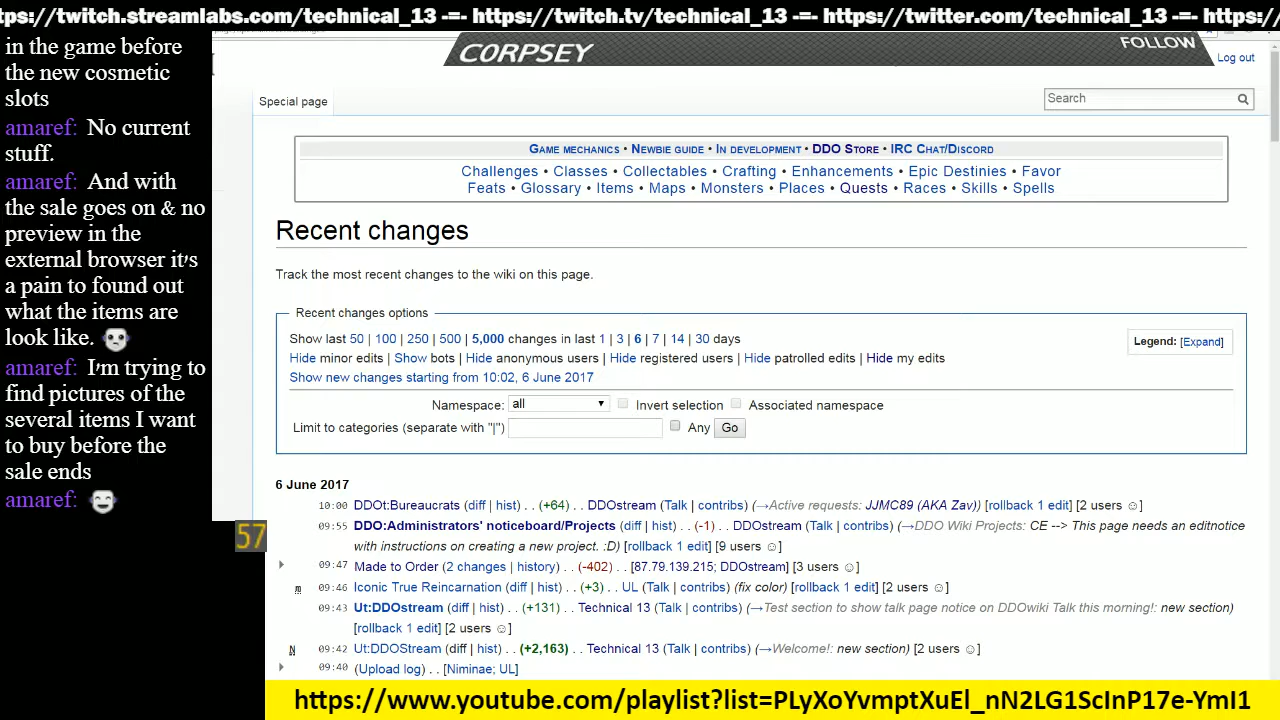 ps://twitch.streamlabs.com/technical_13 -=- https://twitch.tv/technical_13 -=- https://twitter.com/technical_13 -=- https://
in the game before
the new cosmetic
slots
amaref: No current
stuff.
amaref: And with
the sale goes on & no
preview in the
external browser it's
a pain to found out
what the items are
look like.
amaref: I'm trying to
find pictures of the
several items I want
to buy before the
sale ends
amaref:
57
CORPSEY
FOLLOW
Log out
Special page
Search
Game mechanics • Newbie guide • In development • DDO Store • IRC Chat/Discord
Challenges • Classes • Collectables • Crafting • Enhancements • Epic Destinies • Favor
Feats • Glossary • Items • Maps • Monsters • Places • Quests • Races • Skills • Spells
Recent changes
Track the most recent changes to the wiki on this page.
Recent changes options
Show last 50 | 100 | 250 | 500 | 5,000 changes in last 1 | 3 | 6 | 7 | 14 | 30 days
Legend: [Expand]
Hide minor edits | Show bots | Hide anonymous users | Hide registered users | Hide patrolled edits | Hide my edits
Show new changes starting from 10:02, 6 June 2017
Namespace: all Invert selection Associated namespace
Limit to categories (separate with "|") Any Go
6 June 2017
10:00 DDOt:Bureaucrats (diff | hist) . . (+64) . . DDOstream (Talk | contribs) (→Active requests: JJMC89 (AKA Zav)) [rollback 1 edit] [2 users ☺]
09:55 DDO:Administrators' noticeboard/Projects (diff | hist) . . (-1) . . DDOstream (Talk | contribs) (→DDO Wiki Projects: CE --> This page needs an editnotice
with instructions on creating a new project. :D) [rollback 1 edit] [9 users ☺]
09:47 Made to Order (2 changes | history) . . (-402) . . [87.79.139.215; DDOstream] [3 users ☺]
m 09:46 Iconic True Reincarnation (diff | hist) . . (+3) . . UL (Talk | contribs) (fix color) [rollback 1 edit] [2 users ☺]
09:43 Ut:DDOstream (diff | hist) . . (+131) . . Technical 13 (Talk | contribs) (→Test section to show talk page notice on DDOwiki Talk this morning!: new section)
[rollback 1 edit] [2 users ☺]
N 09:42 Ut:DDOStream (diff | hist) . . (+2,163) . . Technical 13 (Talk | contribs) (→Welcome!: new section) [2 users ☺]
09:40 (Upload log) . . [Niminae; UL]
https://www.youtube.com/playlist?list=PLyXoYvmptXuEl_nN2LG1ScInP17e-YmI1